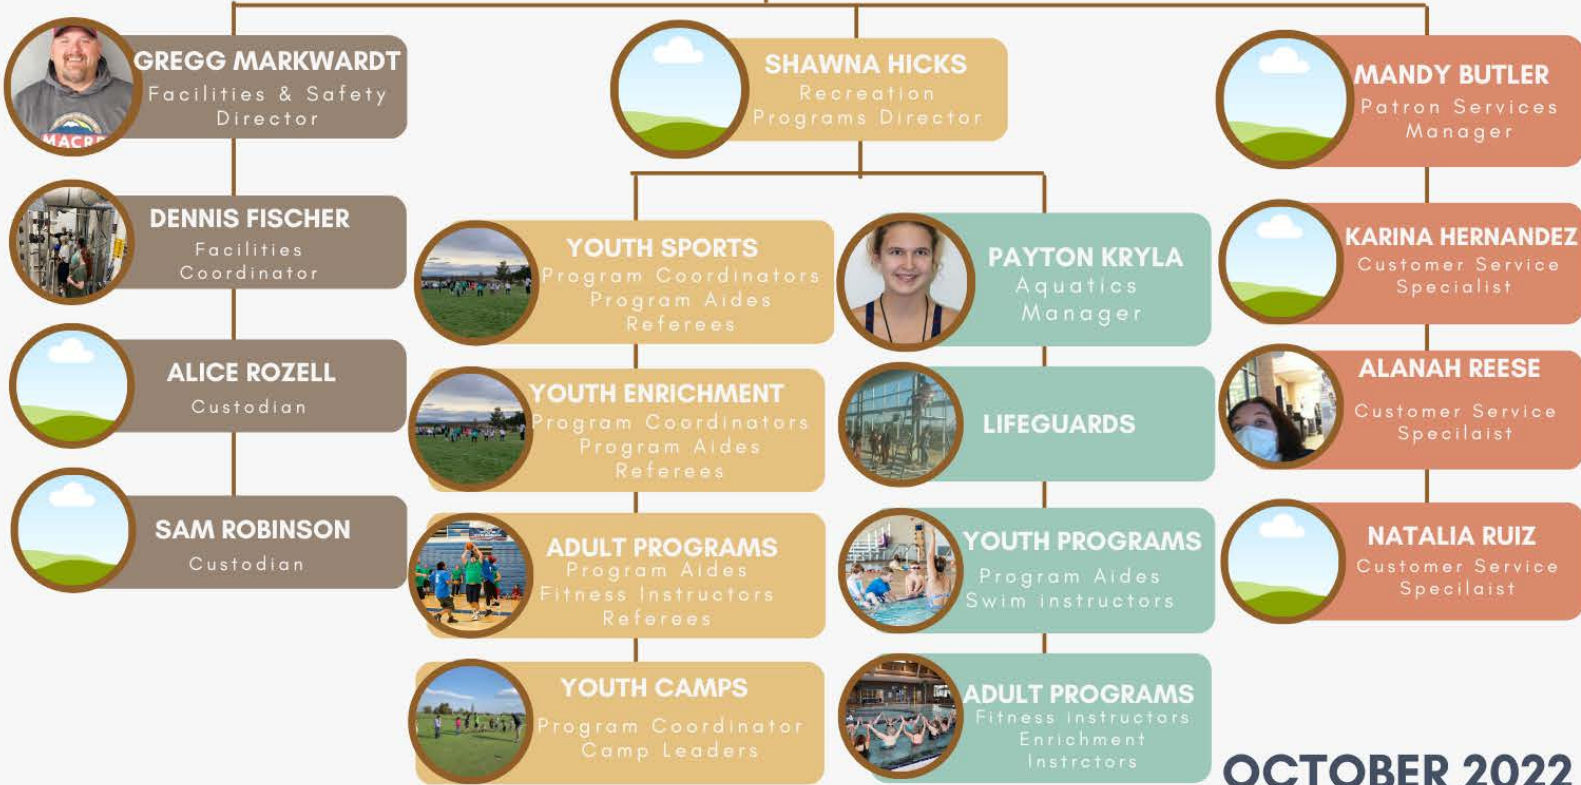 GREGG MARKWARDT
Facilities & Safety
Director
MACR
DENNIS FISCHER
Facilities
Coordinator
ALICE ROZELL
Custodian
SAM ROBINSON
Custodian
SHAWNA HICKS
Recreation
Programs Director
YOUTH SPORTS
Program Coordinators
Program Aides
Referees
YOUTH ENRICHMENT
Program Coordinators
Program Aides
Referees
ADULT PROGRAMS
Program Aides
Fitness Instructors
Referees
YOUTH CAMPS
Program Coordinator
Camp Leaders
PAYTON KRYLA
Aquatics
Manager
LIFEGUARDS
YOUTH PROGRAMS
Program Aides
Swim instructors
ADULT PROGRAMS
Fitness instructors
Enrichment
Instrctors
MANDY BUTLER
Patron Services
Manager
KARINA HERNANDEZ
Customer Service
Specialist
ALANAH REESE
Customer Service
Specilaist
NATALIA RUIZ
Customer Service
Specilaist
OCTOBER 2022